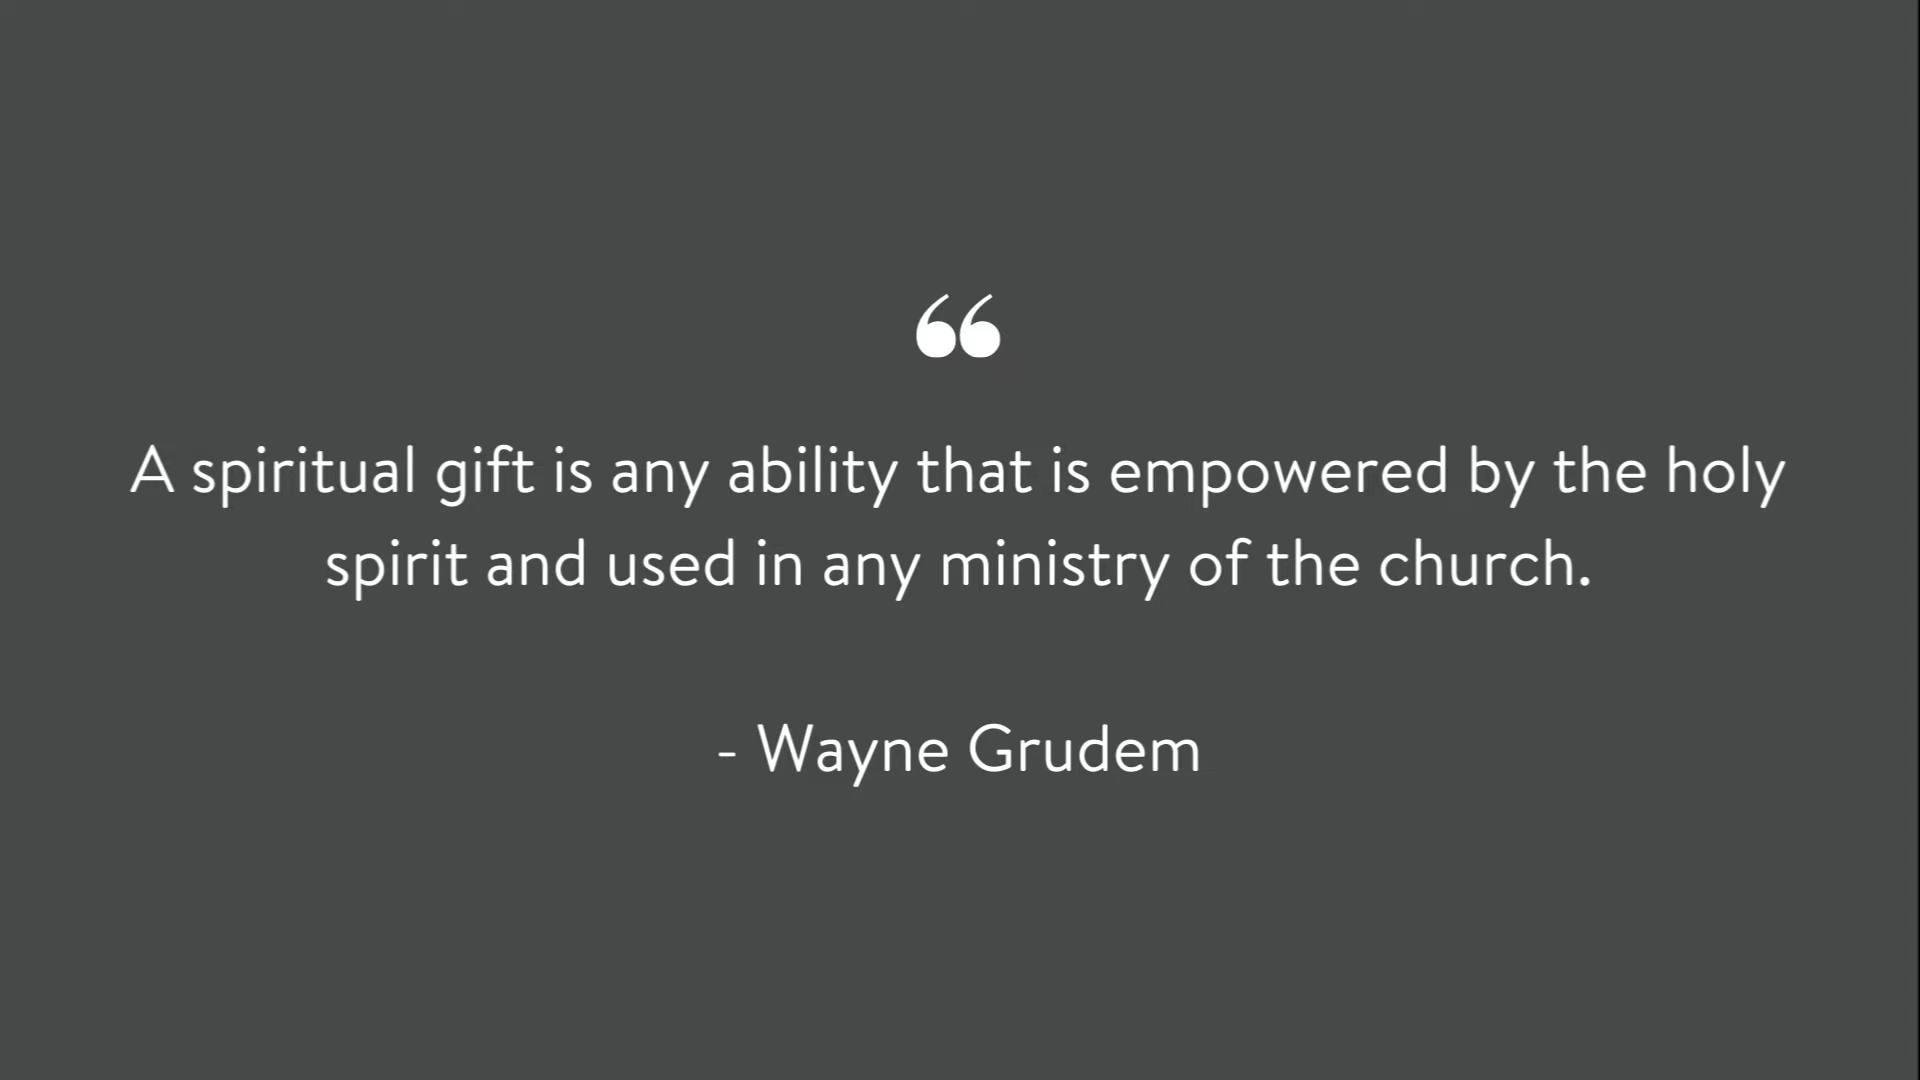 “
A spiritual gift is any ability that is empowered by the holy
spirit and used in any ministry of the church.
- Wayne Grudem